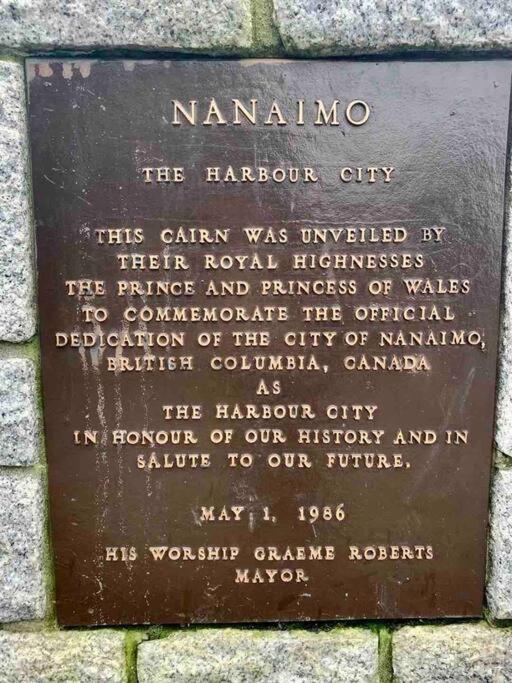 NANAIMO
THE HARBOUR CITY
THIS CAIRN WAS UNVEILED BY
THEIR ROYAL HIGHNESSES
THE PRINCE AND PRINCESS OF WALES
TO COMMEMORATE THE OFFICIAL
DEDICATION OF THE CITY OF NANAIMO,
BRITISH COLUMBIA, CANADA
AS
THE HARBOUR CITY
IN HONOUR OF OUR HISTORY AND IN
SALUTE TO OUR FUTURE.
MAY 1, 1986
HIS WORSHIP GRAEME ROBERTS
MAYOR